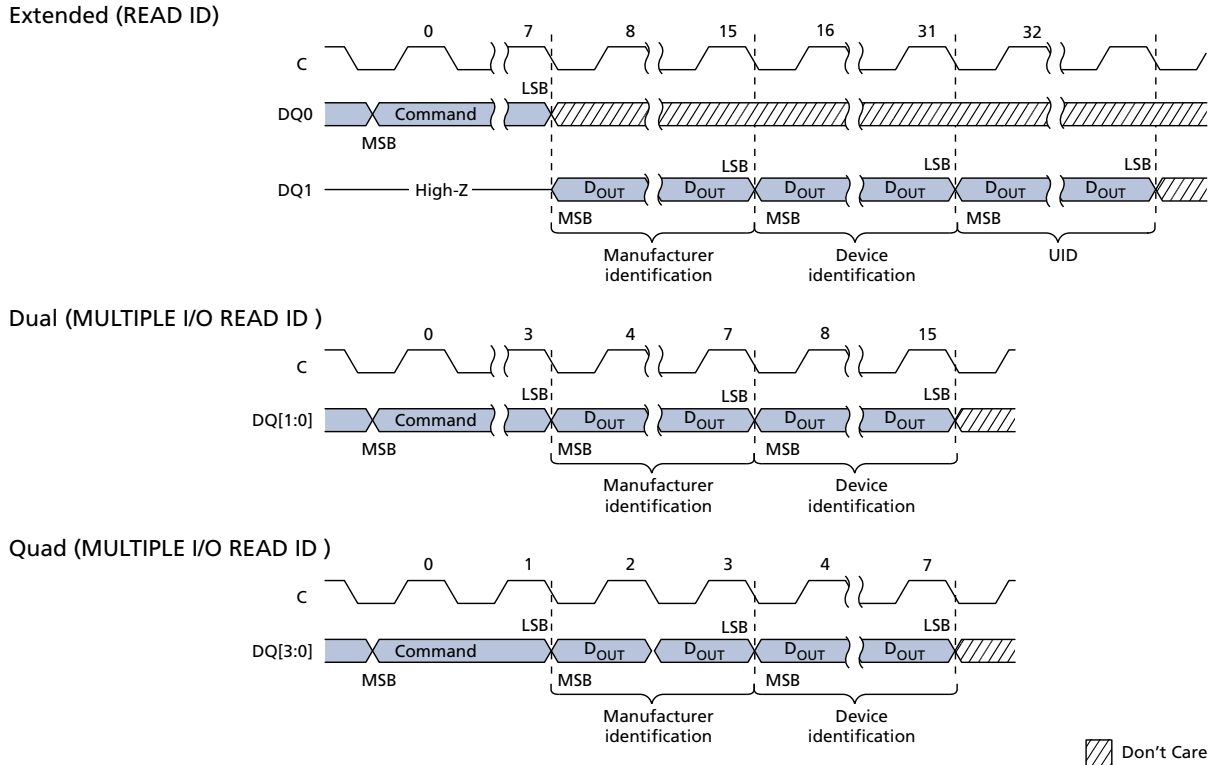 Extended (READ ID)
0 7 8 15 16 31 32
C
LSB
DQ0 Command
MSB
LSB LSB LSB
DQ1 High-Z DOUT DOUT DOUT DOUT DOUT DOUT
MSB MSB MSB
Manufacturer identification
Device identification
UID
Dual (MULTIPLE I/O READ ID )
0 3 4 7 8 15
C
LSB LSB LSB
DQ[1:0] Command DOUT DOUT DOUT DOUT
MSB MSB MSB
Manufacturer identification
Device identification
Quad (MULTIPLE I/O READ ID )
0 1 2 3 4 7
C
LSB LSB LSB
DQ[3:0] Command DOUT DOUT DOUT DOUT
MSB MSB MSB
Manufacturer identification
Device identification
Don't Care